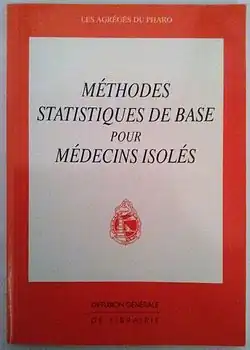 LES AGRÉGÉS DU PHARO
MÉTHODES
STATISTIQUES DE BASE
POUR
MÉDECINS ISOLÉS
DIFFUSION GÉNÉRALE
DE LIBRAIRIE